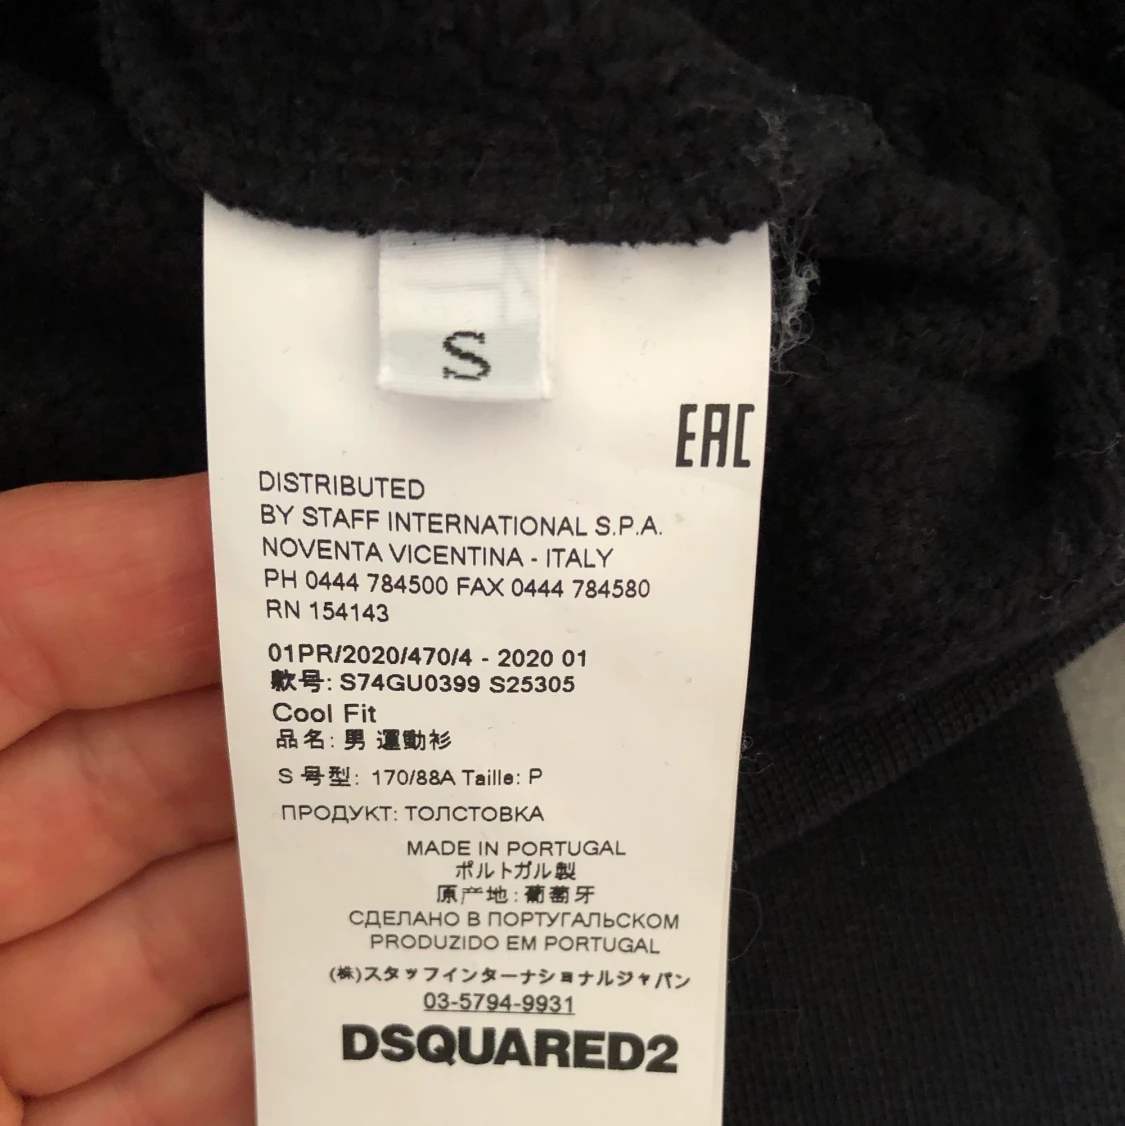 S
EAC
DISTRIBUTED
BY STAFF INTERNATIONAL S.P.A.
NOVENTA VICENTINA - ITALY
PH 0444 784500 FAX 0444 784580
RN 154143
01PR/2020/470/4 - 2020 01
款号: S74GU0399 S25305
Cool Fit
品名: 男 運動衫
S 号型: 170/88A Taille: P
ПРОДУКТ: ТОЛСТОВКА
MADE IN PORTUGAL
ポルトガル製
原产地: 葡萄牙
СДЕЛАНО В ПОРТУГАЛЬСКОМ
PRODUZIDO EM PORTUGAL
(株)スタッフインターナショナルジャパン
03-5794-9931
DSQUARED2